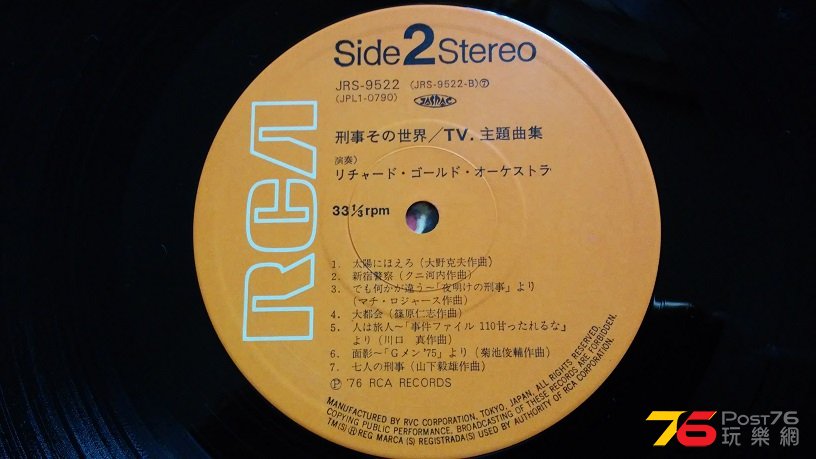 RCA
Side 2 Stereo
JRS-9522 (JRS-9522-B)⑦
(JPL1-0790)
刑事その世界/TV.主題曲集
演奏)
リチャード・ゴールド・オーケストラ
33 1/3 rpm
1. 太陽にほえろ(大野克夫作曲)
2. 新宿警察(クニ河内作曲)
3. でも何かが違う~「夜明けの刑事」より
(マチ・ロジャース作曲)
4. 大都会(篠原仁志作曲)
5. 人は旅人~「事件ファイル110甘ったれるな」
より(川口 真作曲)
6. 面影~「Gメン'75」より(菊池俊輔作曲)
7. 七人の刑事(山下毅雄作曲)
Ⓟ '76 RCA RECORDS
MANUFACTURED BY RVC CORPORATION, TOKYO, JAPAN. ALL RIGHTS RESERVED.
COPYING PUBLIC PERFORMANCE, BROADCASTING OF THESE RECORDS ARE FORBIDDEN.
TM(S)® REG MARCA(S) REGISTRADA(S) USED BY AUTHORITY OF RCA CORPORATION.
76 Post76
玩樂網